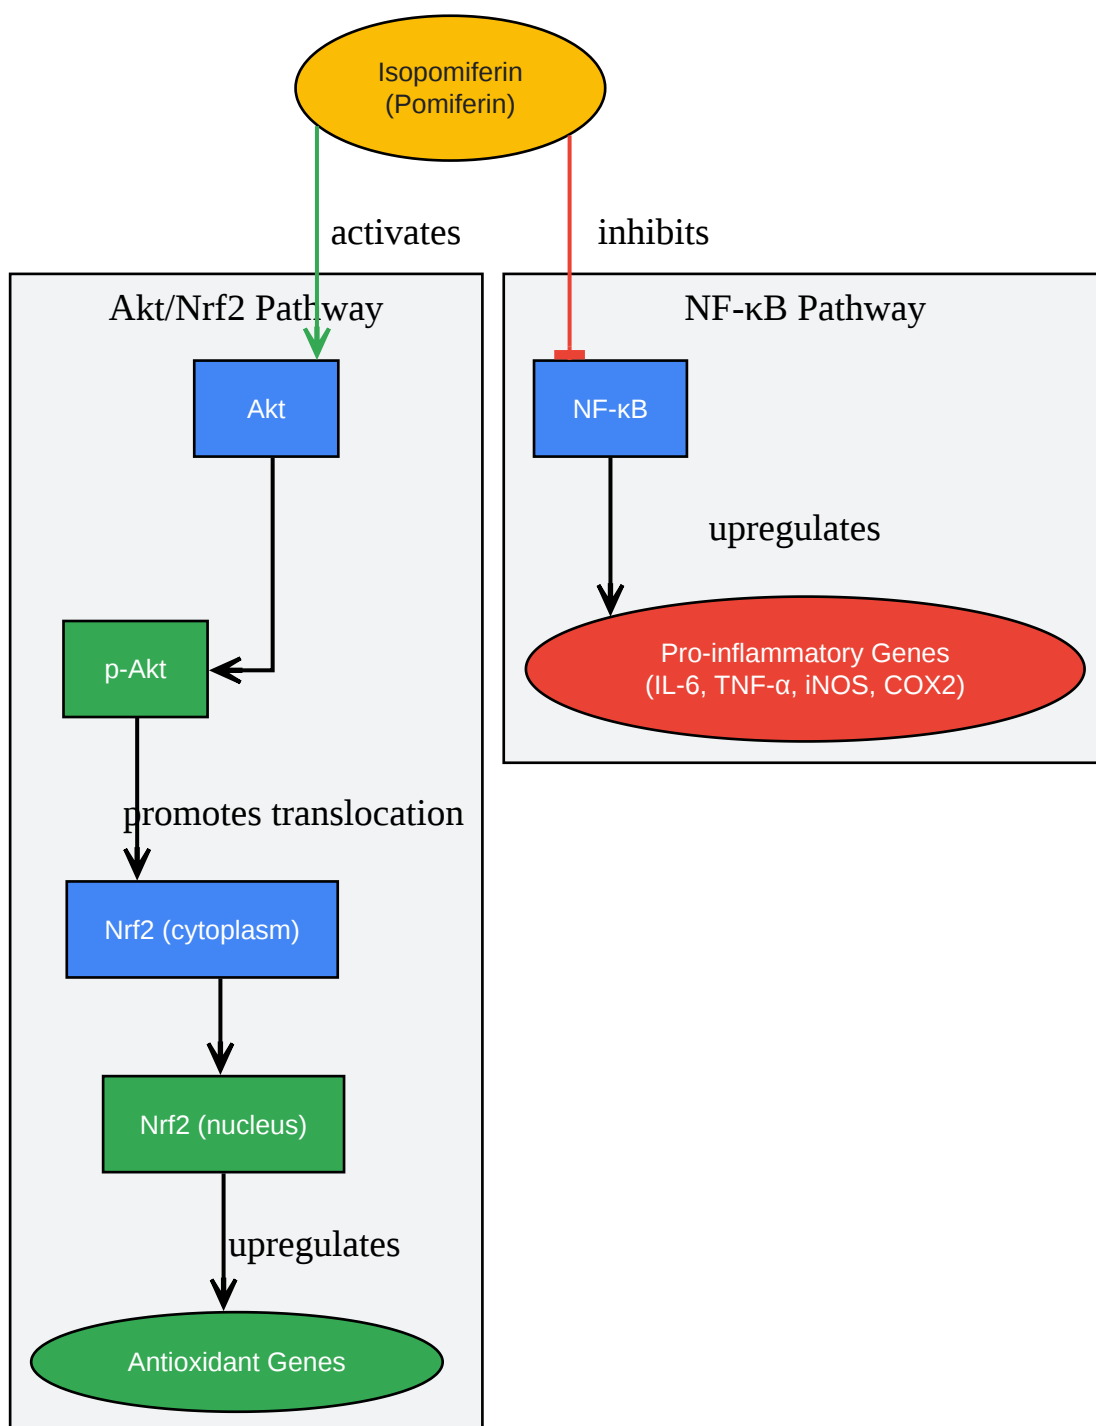 Isopomiferin
(Pomiferin)
activates
inhibits
Akt/Nrf2 Pathway
Akt
p-Akt
promotes translocation
Nrf2 (cytoplasm)
Nrf2 (nucleus)
upregulates
Antioxidant Genes
NF-κB Pathway
NF-κB
upregulates
Pro-inflammatory Genes
(IL-6, TNF-α, iNOS, COX2)